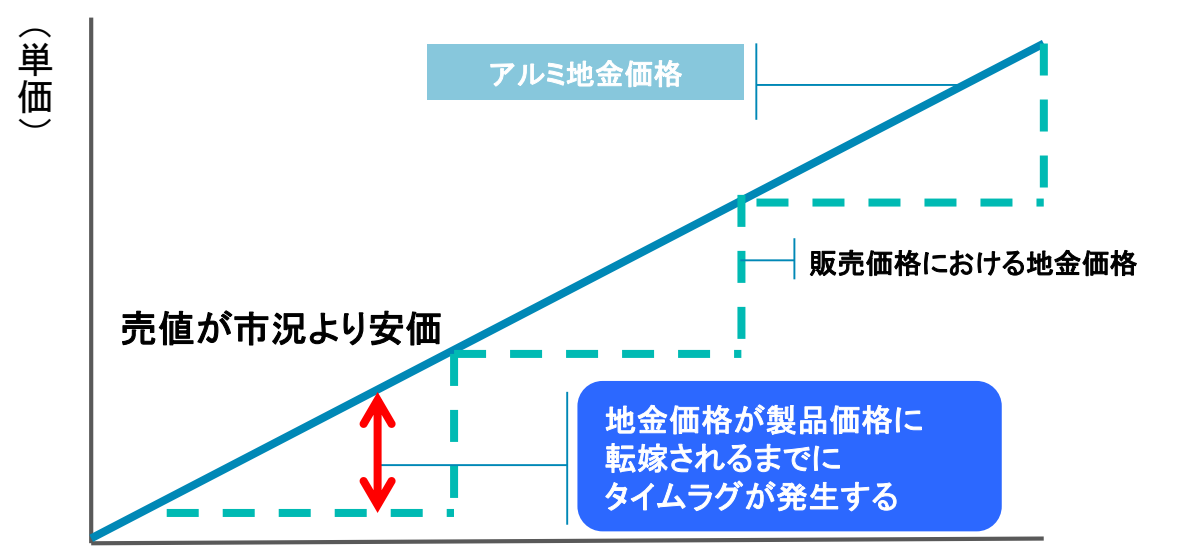 （単価）
アルミ地金価格
販売価格における地金価格
売値が市況より安価
地金価格が製品価格に
転嫁されるまでに
タイムラグが発生する